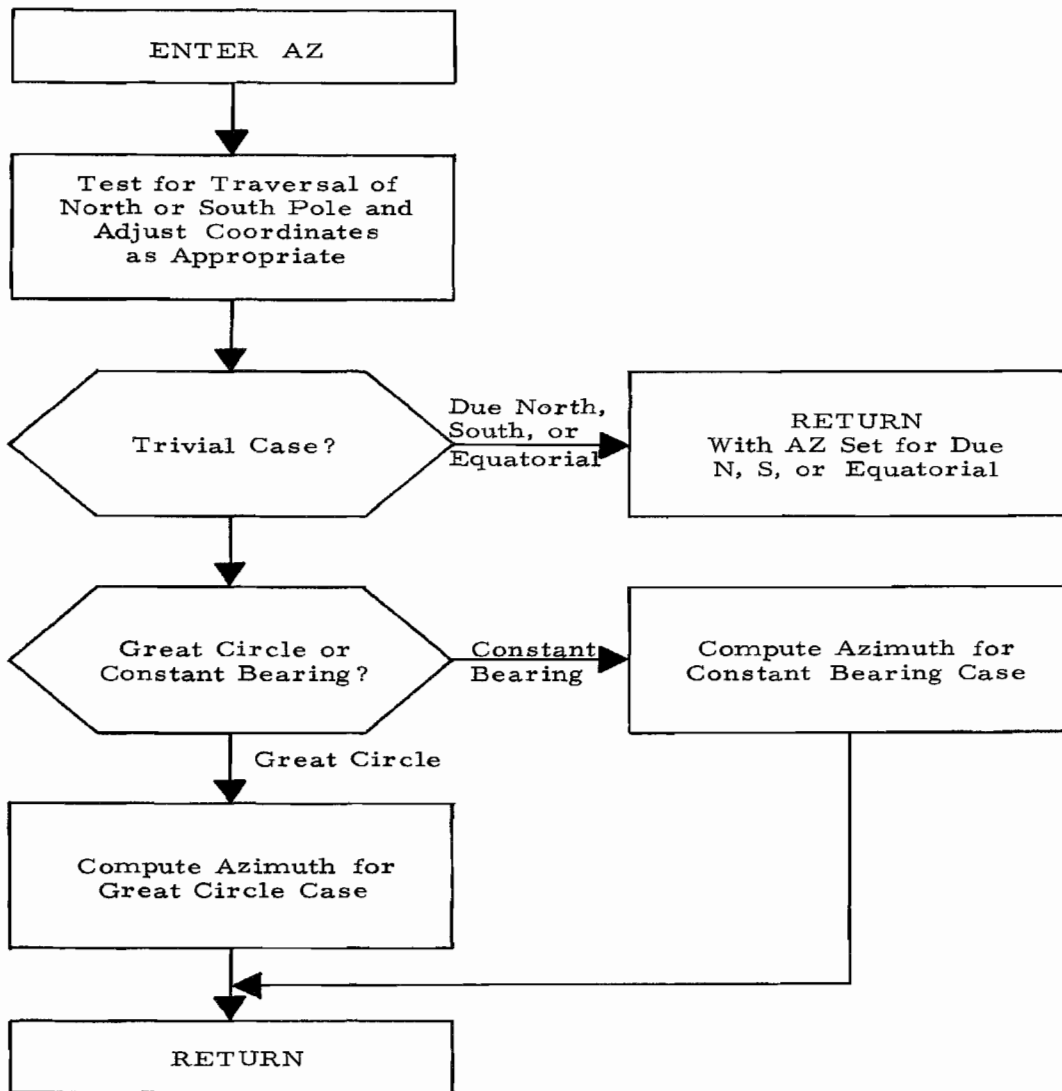 ENTER AZ
Test for Traversal of
North or South Pole and
Adjust Coordinates
as Appropriate
Trivial Case?
Due North,
South, or
Equatorial
RETURN
With AZ Set for Due
N, S, or Equatorial
Great Circle or
Constant Bearing?
Constant
Bearing
Compute Azimuth for
Constant Bearing Case
Great Circle
Compute Azimuth for
Great Circle Case
RETURN